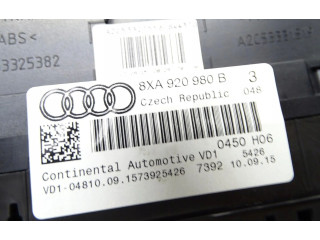 ABS<
3325382
8XA 920 980 B 3
Czech Republic 048
0450 H06
Continental Automotive VD1 5426
VD1-04810.09.1573925426 7392 10.09.15